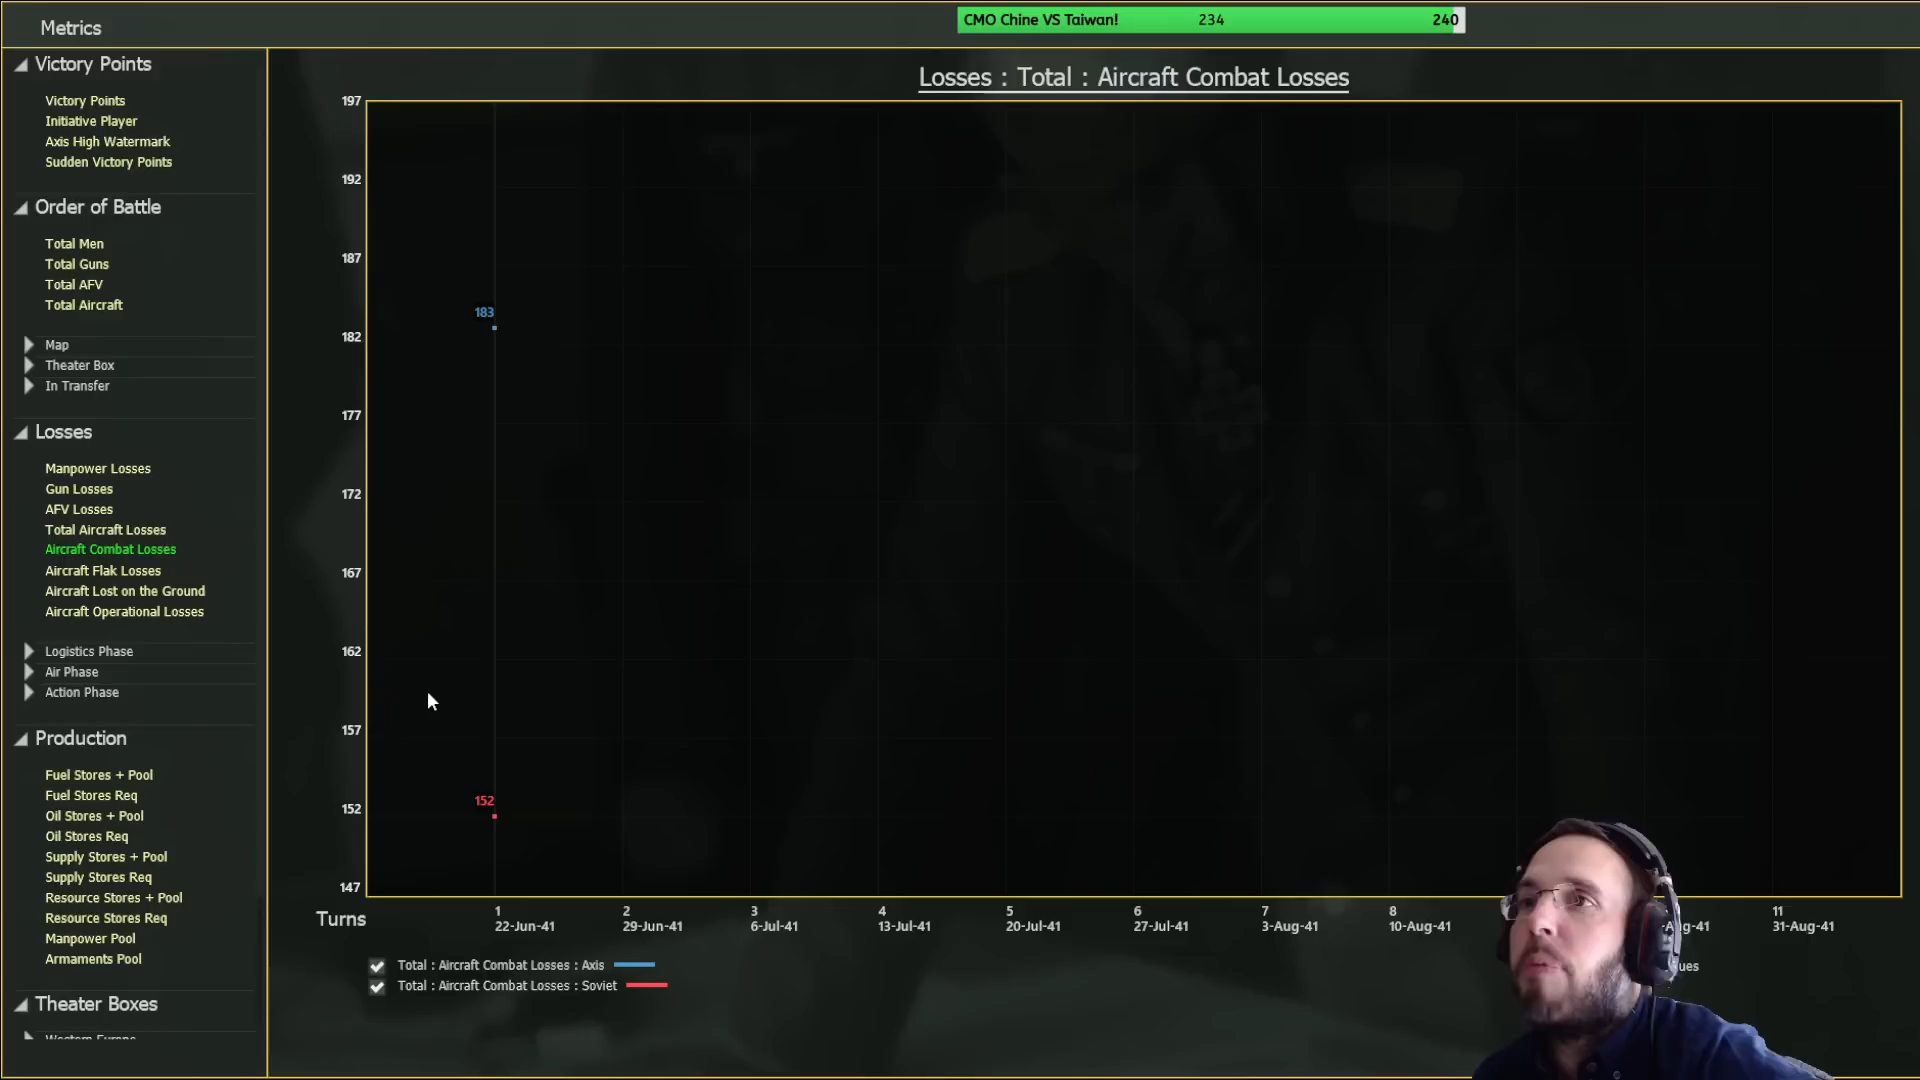 Metrics
CMO Chine VS Taiwan! 234 240
Victory Points
Victory Points
Initiative Player
Axis High Watermark
Sudden Victory Points
Order of Battle
Total Men
Total Guns
Total AFV
Total Aircraft
Map
Theater Box
In Transfer
Losses
Manpower Losses
Gun Losses
AFV Losses
Total Aircraft Losses
Aircraft Combat Losses
Aircraft Flak Losses
Aircraft Lost on the Ground
Aircraft Operational Losses
Logistics Phase
Air Phase
Action Phase
Production
Fuel Stores + Pool
Fuel Stores Req
Oil Stores + Pool
Oil Stores Req
Supply Stores + Pool
Supply Stores Req
Resource Stores + Pool
Resource Stores Req
Manpower Pool
Armaments Pool
Theater Boxes
Losses : Total : Aircraft Combat Losses
197
192
187
183
182
177
172
167
162
157
152
152
147
Turns
1 2 3 4 5 6 7 8 11
22-Jun-41 29-Jun-41 6-Jul-41 13-Jul-41 20-Jul-41 27-Jul-41 3-Aug-41 10-Aug-41 -Aug-41 31-Aug-41
Total : Aircraft Combat Losses : Axis
ues
Total : Aircraft Combat Losses : Soviet